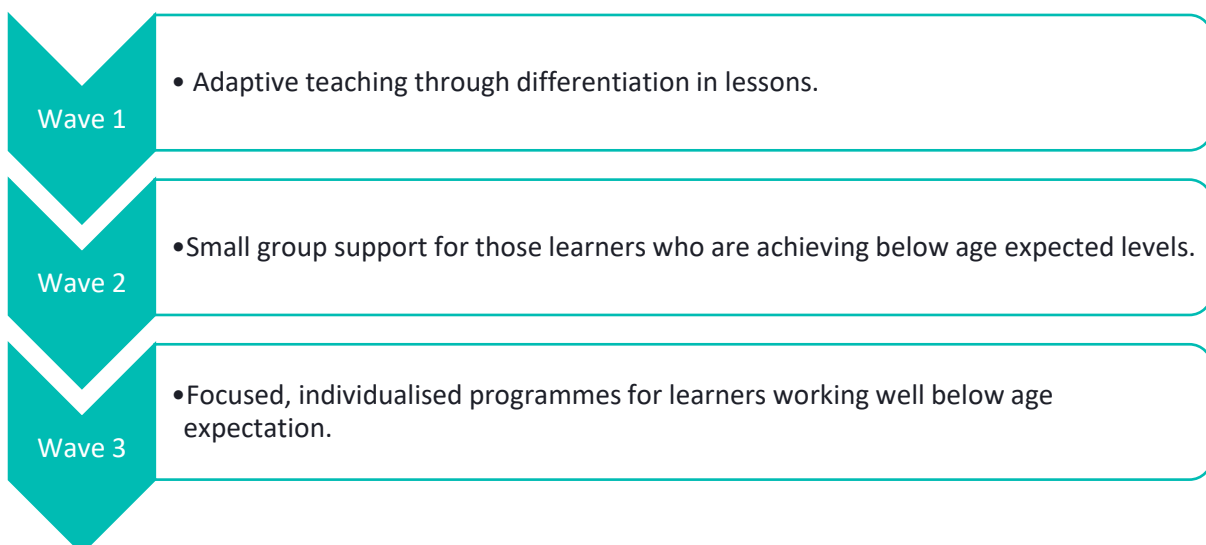 Wave 1
• Adaptive teaching through differentiation in lessons.
Wave 2
•Small group support for those learners who are achieving below age expected levels.
Wave 3
•Focused, individualised programmes for learners working well below age
expectation.